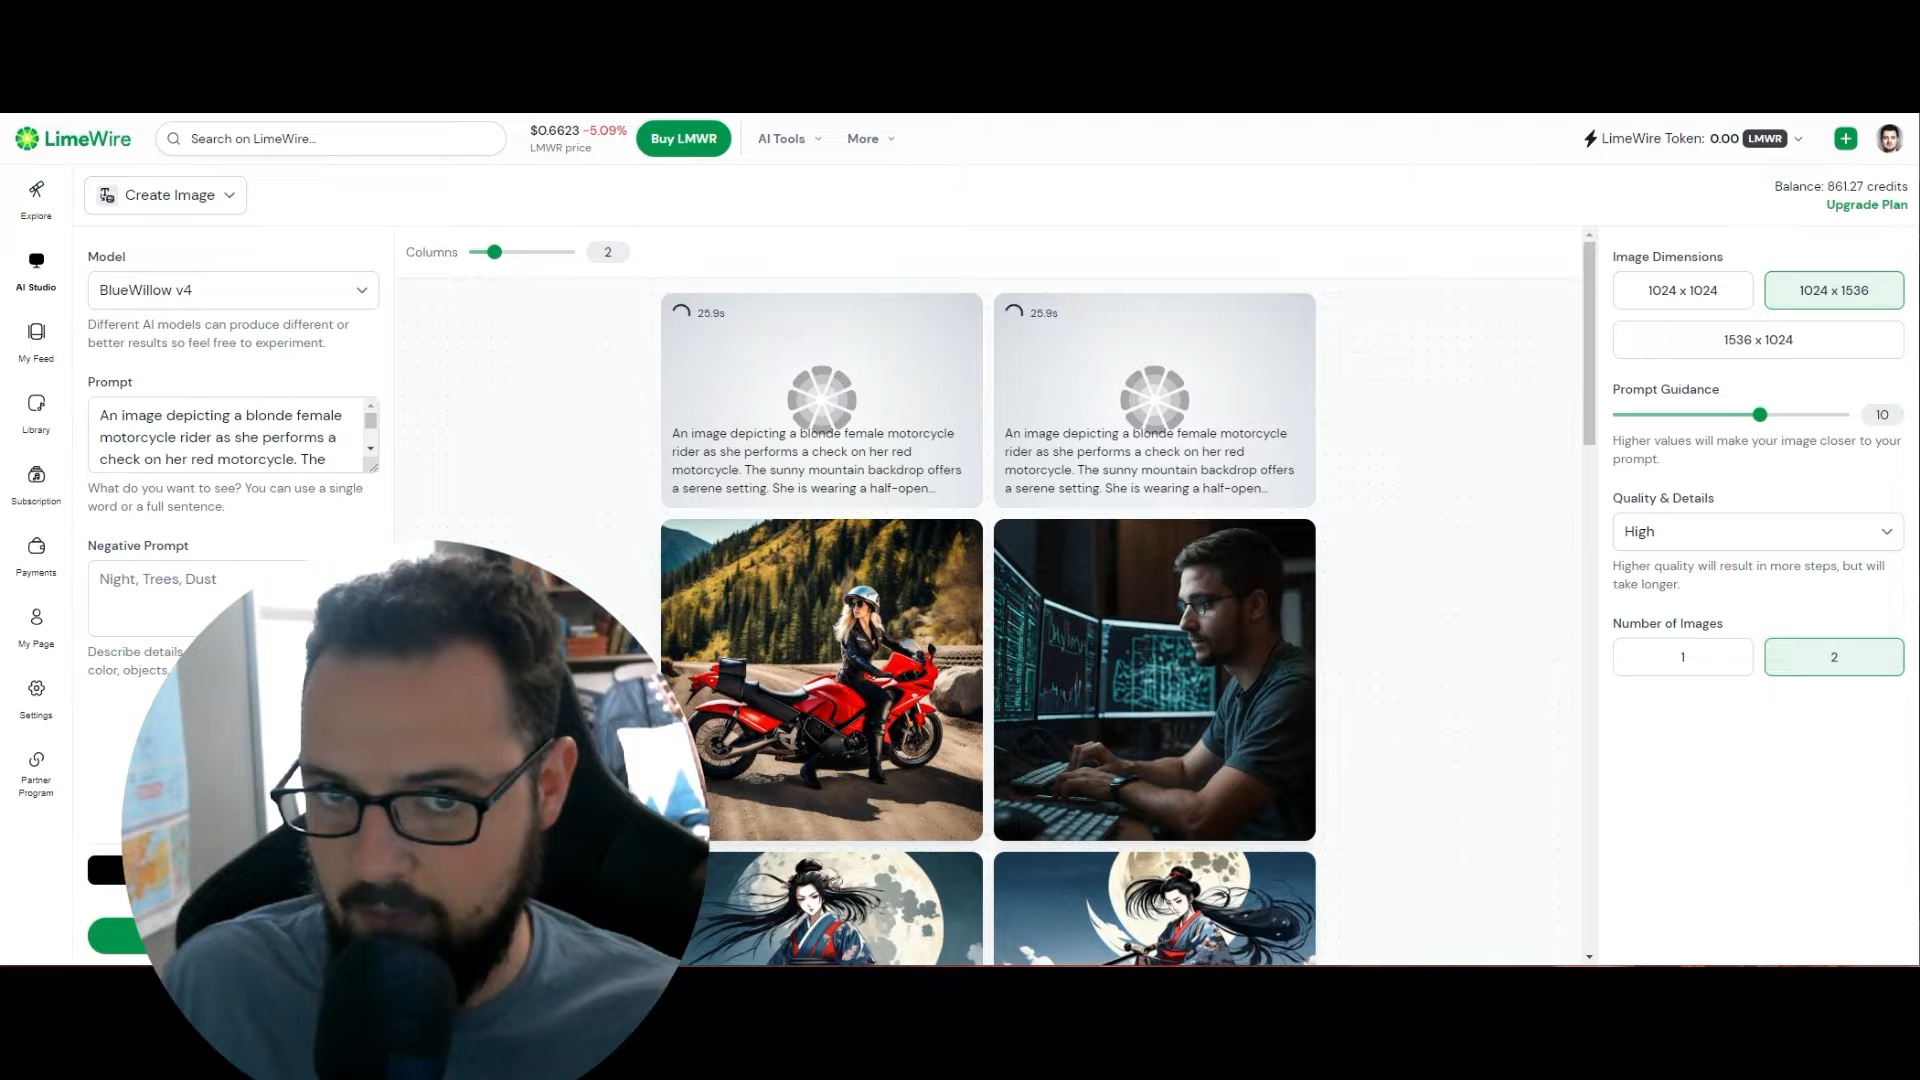 LimeWire
Search on LimeWire...
$0.6623 -5.09%
LMWR price
Buy LMWR
AI Tools
More
LimeWire Token: 0.00 LMWR
Explore
AI Studio
My Feed
Library
Subscription
Payments
My Page
Settings
Partner
Program
Create Image
Balance: 861.27 credits
Upgrade Plan
Model
BlueWillow v4
Different AI models can produce different or
better results so feel free to experiment.
Prompt
An image depicting a blonde female
motorcycle rider as she performs a
check on her red motorcycle. The
What do you want to see? You can use a single
word or a full sentence.
Negative Prompt
Night, Trees, Dust
Describe details
color, objects,
Columns
2
25.9s
An image depicting a blonde female motorcycle
rider as she performs a check on her red
motorcycle. The sunny mountain backdrop offers
a serene setting. She is wearing a half-open...
25.9s
An image depicting a blonde female motorcycle
rider as she performs a check on her red
motorcycle. The sunny mountain backdrop offers
a serene setting. She is wearing a half-open...
Image Dimensions
1024 x 1024
1024 x 1536
1536 x 1024
Prompt Guidance
10
Higher values will make your image closer to your
prompt.
Quality & Details
High
Higher quality will result in more steps, but will
take longer.
Number of Images
1
2